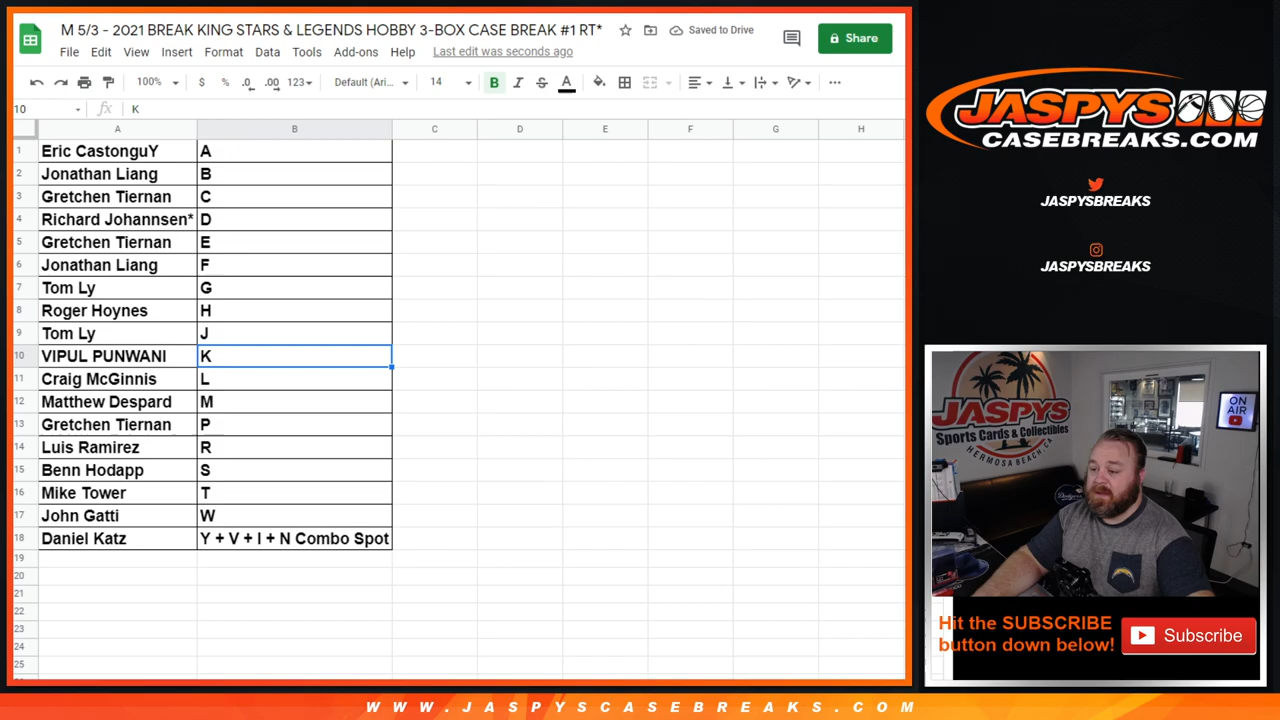 M 5/3 - 2021 BREAK KING STARS & LEGENDS HOBBY 3-BOX CASE BREAK #1 RT*
Saved to Drive
Share
File Edit View Insert Format Data Tools Add-ons Help Last edit was seconds ago
100% $ % .0 .00 123 Default (Ari... 14 B I S A
10 fx K
A B C D E F G H
1 Eric CastonguY A
2 Jonathan Liang B
3 Gretchen Tiernan C
4 Richard Johannsen* D
5 Gretchen Tiernan E
6 Jonathan Liang F
7 Tom Ly G
8 Roger Hoynes H
9 Tom Ly J
10 VIPUL PUNWANI K
11 Craig McGinnis L
12 Matthew Despard M
13 Gretchen Tiernan P
14 Luis Ramirez R
15 Benn Hodapp S
16 Mike Tower T
17 John Gatti W
18 Daniel Katz Y + V + I + N Combo Spot
19
20
21
22
23
24
25
JASPYS
CASEBREAKS.COM
JASPYSBREAKS
JASPYSBREAKS
JASPYS
Sports Cards & Collectibles
HERMOSA BEACH, CA
ON
AIR
Dodgers
Hit the SUBSCRIBE
button down below!
Subscribe
WWW.JASPYSCASEBREAKS.COM